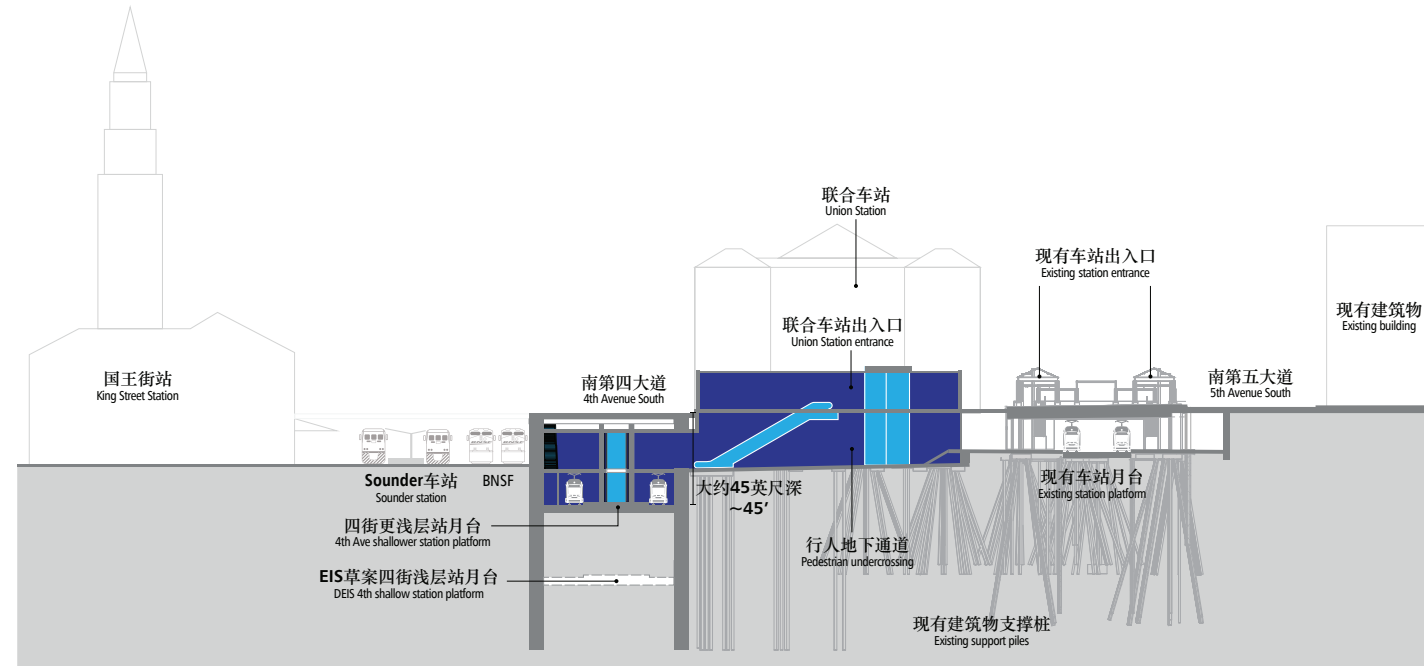 联合车站
Union Station
现有车站出入口
Existing station entrance
现有建筑物
Existing building
联合车站出入口
Union Station entrance
国王街站
King Street Station
南第四大道
4th Avenue South
南第五大道
5th Avenue South
Sounder车站
Sounder station
BNSF
大约45英尺深
~45’
现有车站月台
Existing station platform
四街更浅层站月台
4th Ave shallower station platform
行人地下通道
Pedestrian undercrossing
EIS草案四街浅层站月台
DEIS 4th shallow station platform
现有建筑物支撑桩
Existing support piles